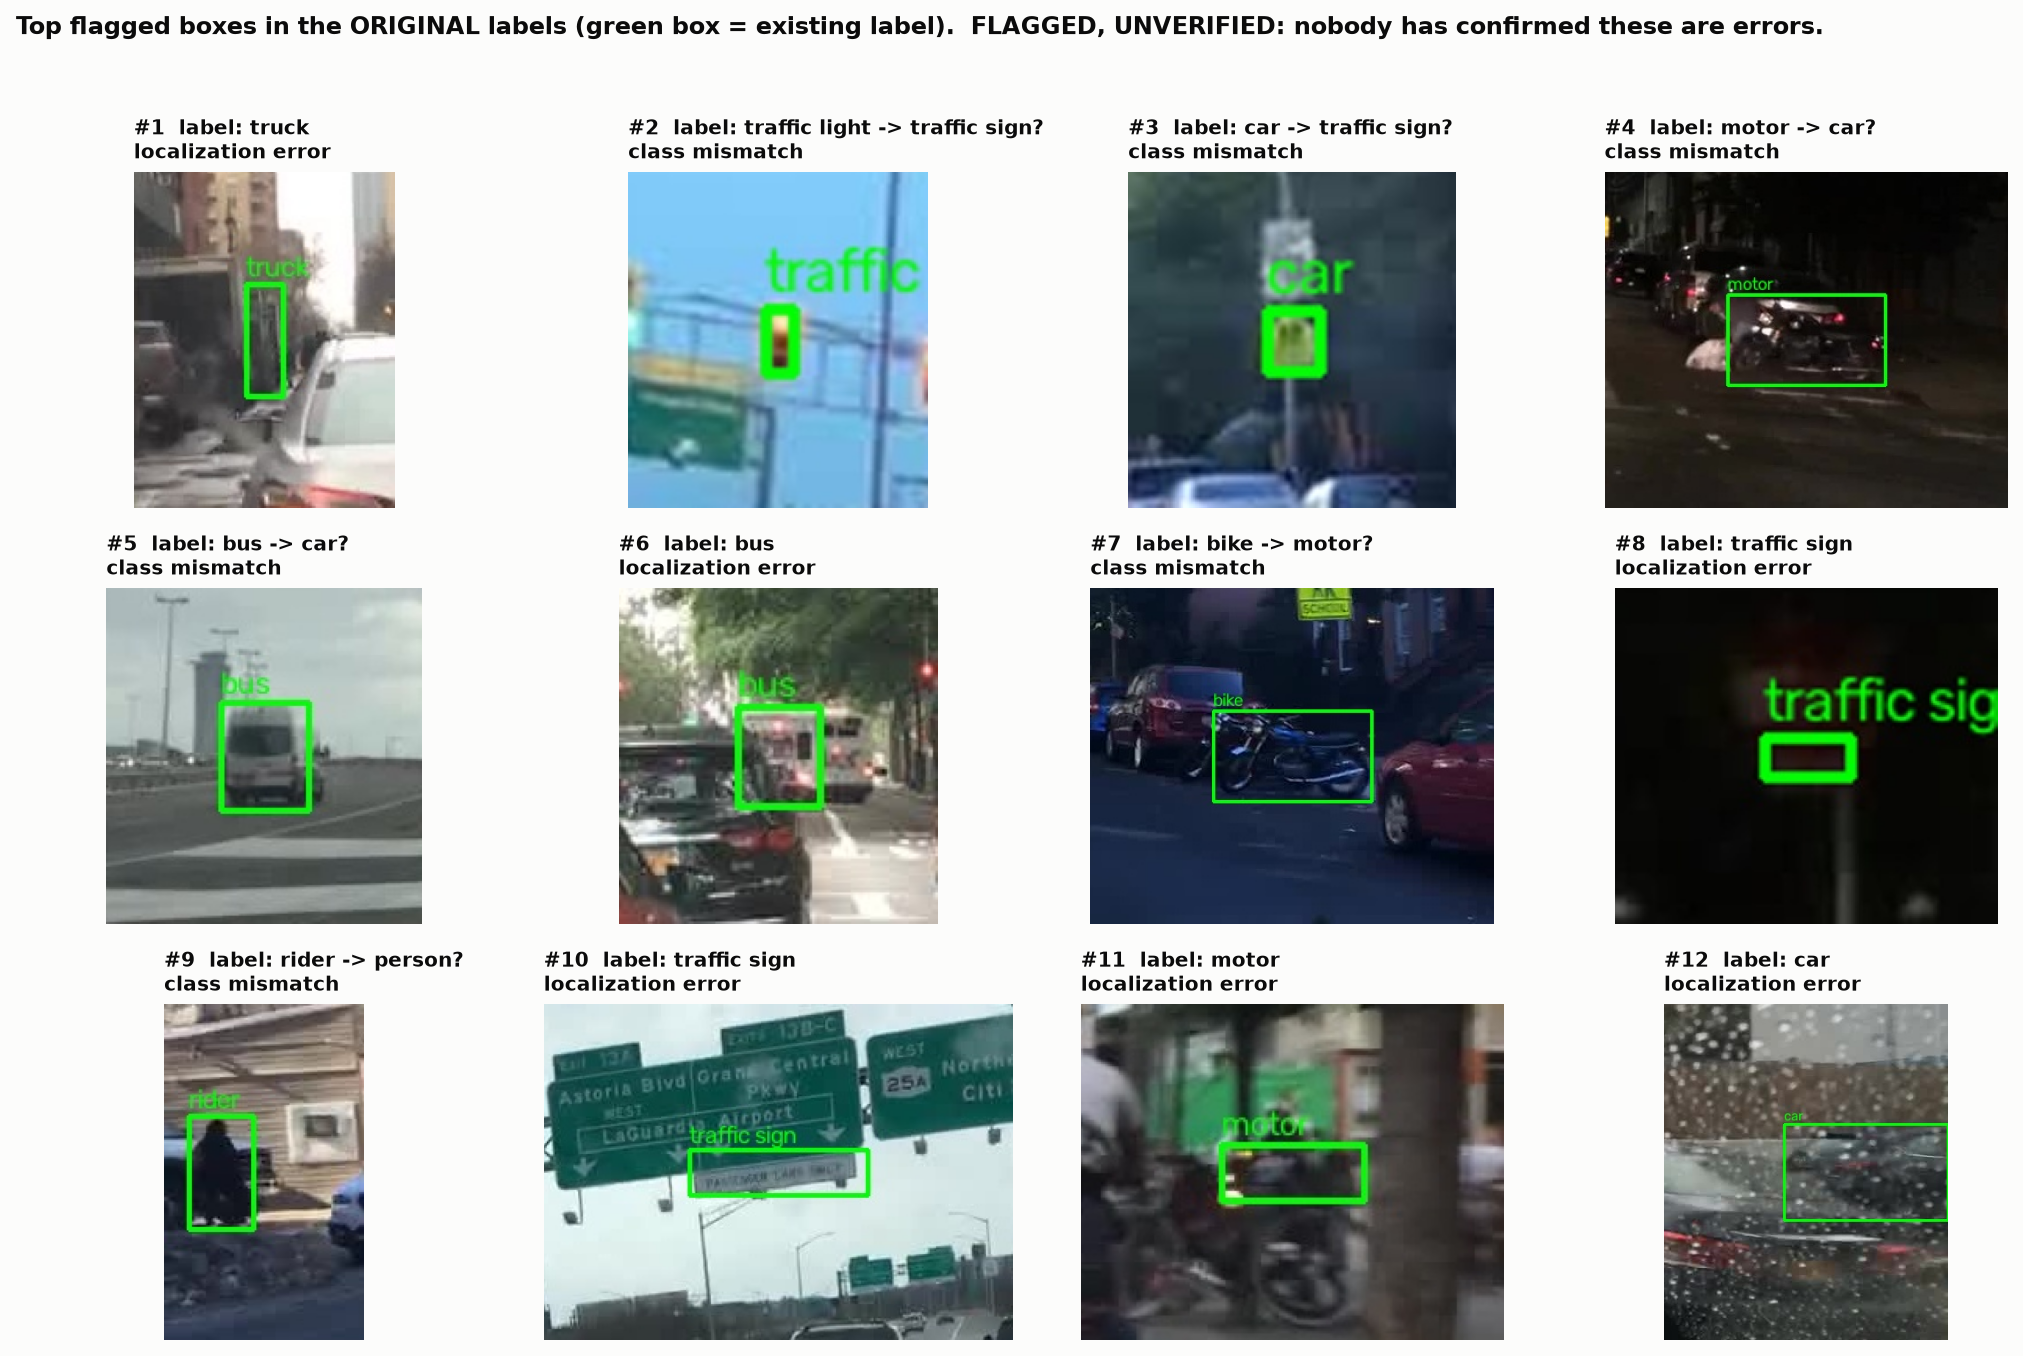 Top flagged boxes in the ORIGINAL labels (green box = existing label).  FLAGGED, UNVERIFIED: nobody has confirmed these are errors.
#1  label: truck
localization error
truck
#2  label: traffic light -> traffic sign?
class mismatch
traffic
#3  label: car -> traffic sign?
class mismatch
car
#4  label: motor -> car?
class mismatch
motor
#5  label: bus -> car?
class mismatch
bus
#6  label: bus
localization error
bus
#7  label: bike -> motor?
class mismatch
SCHOOL
bike
#8  label: traffic sign
localization error
traffic sig
#9  label: rider -> person?
class mismatch
rider
#10  label: traffic sign
localization error
EXIT 13A
EXITS 13B-C
Astoria Blvd
WEST
Grand Central
Pkwy
LaGuardia Airport
WEST
25A
North
Citi
traffic sign
PASSENGER CARS ONLY
#11  label: motor
localization error
motor
#12  label: car
localization error
car